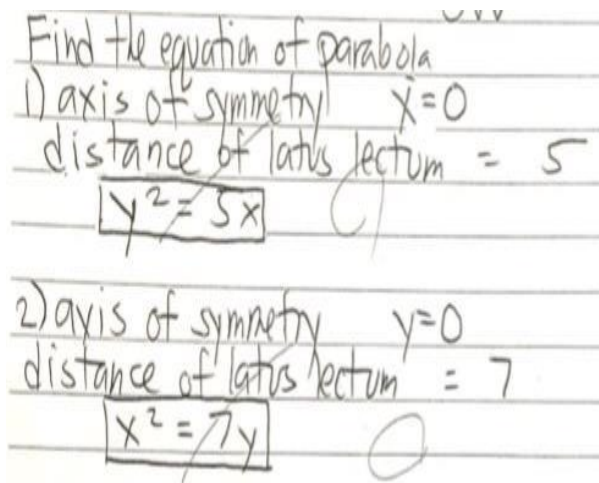 Find the equation of parabola
1) axis of symmetry x=0
distance of latus lectum = 5
y² = 5x
2) axis of symmetry y=0
distance of latus lectum = 7
x² = 7y